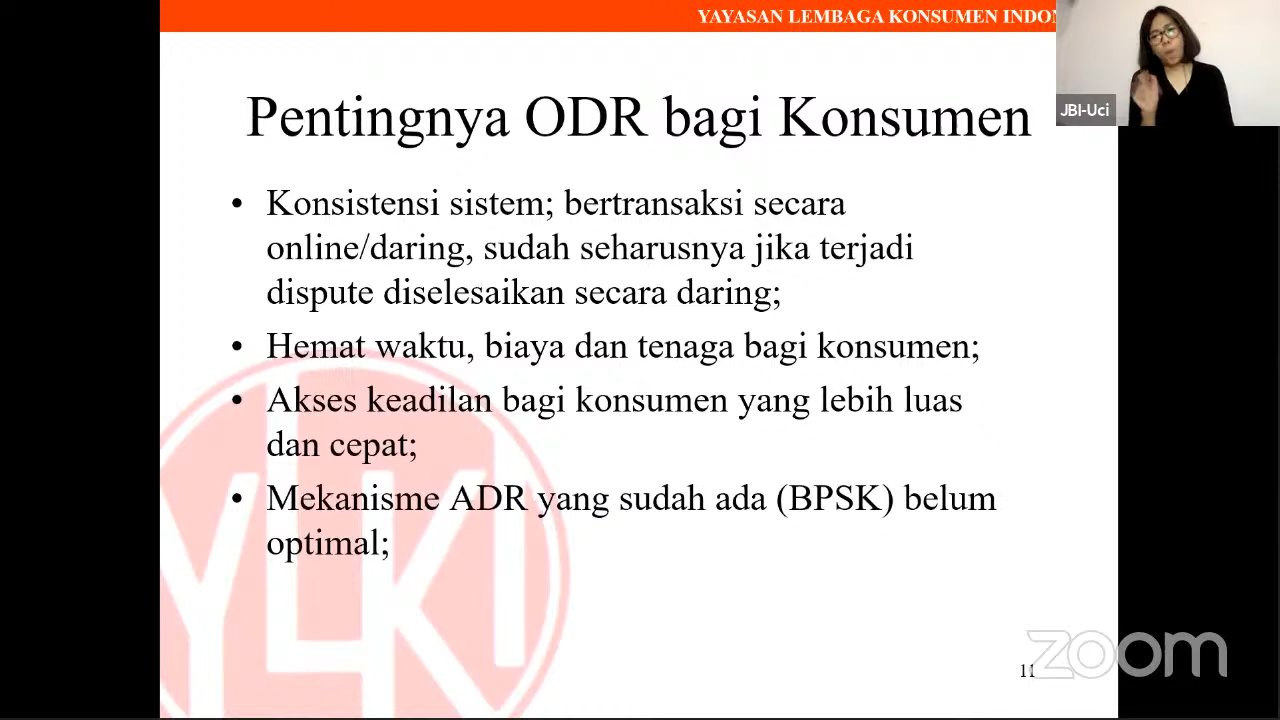 YAYASAN LEMBAGA KONSUMEN
JBI-Uci
Pentingnya ODR bagi Konsumen
• Konsistensi sistem; bertransaksi secara
online/daring, sudah seharusnya jika terjadi
dispute diselesaikan secara daring;
• Hemat waktu, biaya dan tenaga bagi konsumen;
• Akses keadilan bagi konsumen yang lebih luas
dan cepat;
• Mekanisme ADR yang sudah ada (BPSK) belum
optimal;
YLKI
11
zoom